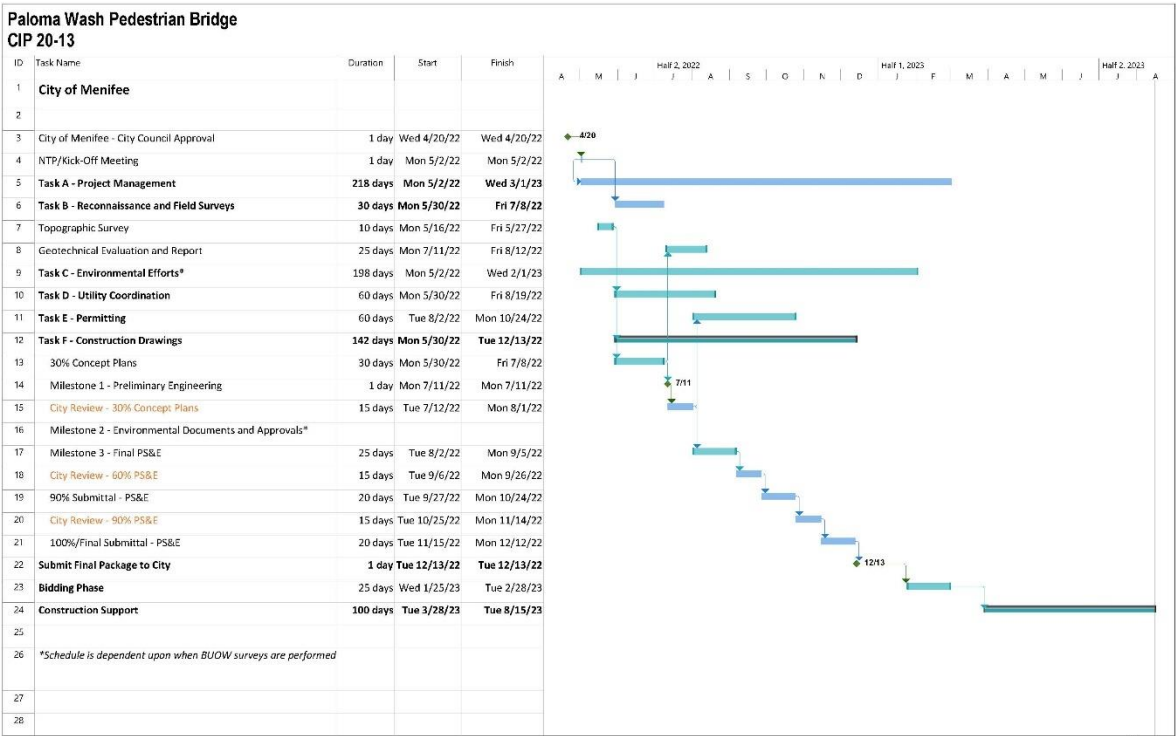 Paloma Wash Pedestrian Bridge
CIP 20-13
ID Task Name Duration Start Finish
Half 2, 2022 Half 1, 2023 Half 2, 2023
A M J J A S O N D J F M A M J J A
1 City of Menifee
2
3 City of Menifee - City Council Approval 1 day Wed 4/20/22 Wed 4/20/22 4/20
4 NTP/Kick-Off Meeting 1 day Mon 5/2/22 Mon 5/2/22
5 Task A - Project Management 218 days Mon 5/2/22 Wed 3/1/23
6 Task B - Reconnaissance and Field Surveys 30 days Mon 5/30/22 Fri 7/8/22
7 Topographic Survey 10 days Mon 5/16/22 Fri 5/27/22
8 Geotechnical Evaluation and Report 25 days Mon 7/11/22 Fri 8/12/22
9 Task C - Environmental Efforts* 198 days Mon 5/2/22 Wed 2/1/23
10 Task D - Utility Coordination 60 days Mon 5/30/22 Fri 8/19/22
11 Task E - Permitting 60 days Tue 8/2/22 Mon 10/24/22
12 Task F - Construction Drawings 142 days Mon 5/30/22 Tue 12/13/22
13 30% Concept Plans 30 days Mon 5/30/22 Fri 7/8/22
14 Milestone 1 - Preliminary Engineering 1 day Mon 7/11/22 Mon 7/11/22 7/11
15 City Review - 30% Concept Plans 15 days Tue 7/12/22 Mon 8/1/22
16 Milestone 2 - Environmental Documents and Approvals*
17 Milestone 3 - Final PS&E 25 days Tue 8/2/22 Mon 9/5/22
18 City Review - 60% PS&E 15 days Tue 9/6/22 Mon 9/26/22
19 90% Submittal - PS&E 20 days Tue 9/27/22 Mon 10/24/22
20 City Review - 90% PS&E 15 days Tue 10/25/22 Mon 11/14/22
21 100%/Final Submittal - PS&E 20 days Tue 11/15/22 Mon 12/12/22
22 Submit Final Package to City 1 day Tue 12/13/22 Tue 12/13/22 12/13
23 Bidding Phase 25 days Wed 1/25/23 Tue 2/28/23
24 Construction Support 100 days Tue 3/28/23 Tue 8/15/23
25
26 *Schedule is dependent upon when BUOW surveys are performed
27
28